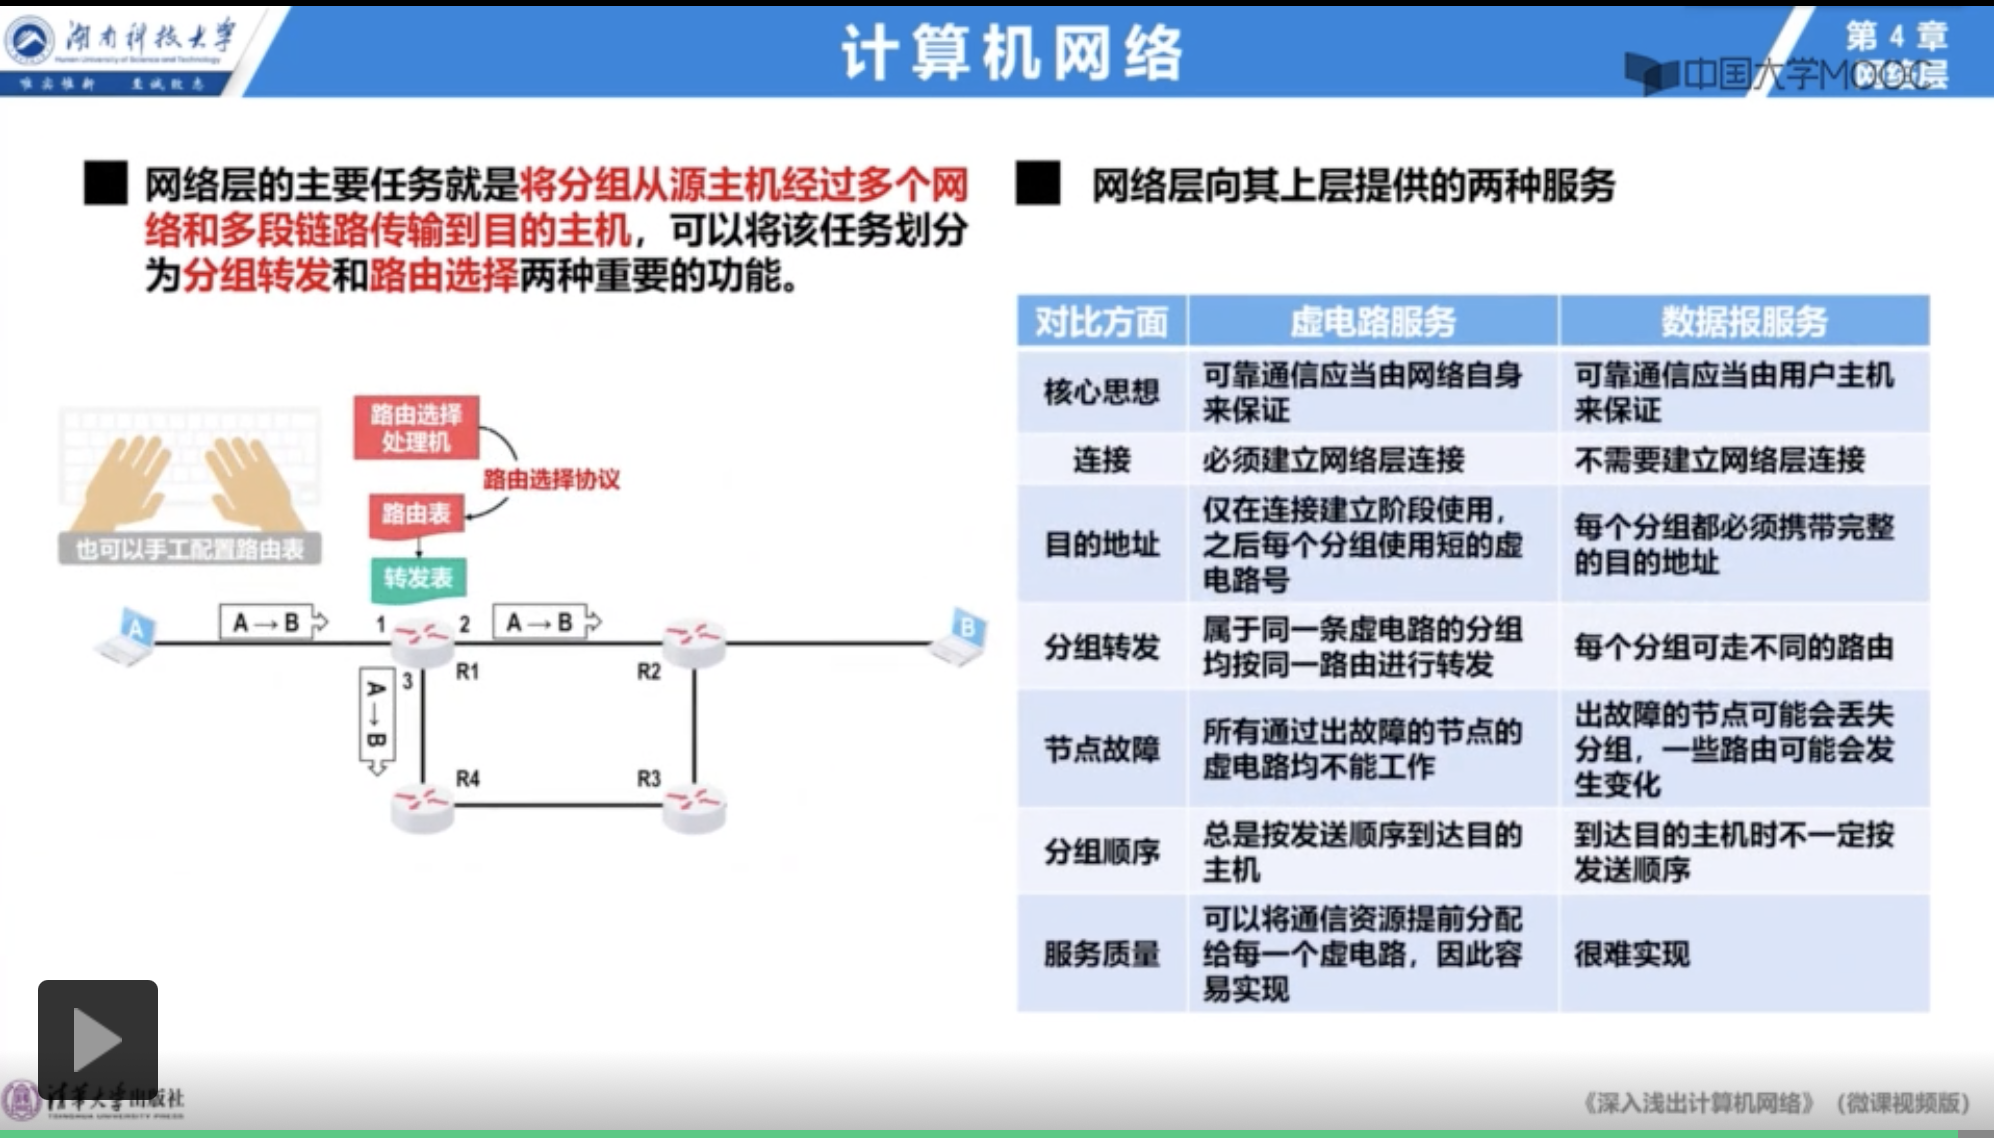 湖南科技大学
Hunan University of Science and Technology
唯实惟新 至诚致志
计算机网络
第 4 章
网络层
中国大学MOOC
网络层的主要任务就是将分组从源主机经过多个网
络和多段链路传输到目的主机，可以将该任务划分
为分组转发和路由选择两种重要的功能。
路由选择
处理机
路由选择协议
路由表
转发表
也可以手工配置路由表
A
A→B
1
2
A→B
B
3
R1
R2
A→B
R4
R3
网络层向其上层提供的两种服务
对比方面 虚电路服务 数据报服务
核心思想
可靠通信应当由网络自身
来保证
可靠通信应当由用户主机
来保证
连接 必须建立网络层连接 不需要建立网络层连接
目的地址
仅在连接建立阶段使用，
之后每个分组使用短的虚
电路号
每个分组都必须携带完整
的目的地址
分组转发
属于同一条虚电路的分组
均按同一路由进行转发
每个分组可走不同的路由
节点故障
所有通过出故障的节点的
虚电路均不能工作
出故障的节点可能会丢失
分组，一些路由可能会发
生变化
分组顺序
总是按发送顺序到达目的
主机
到达目的主机时不一定按
发送顺序
服务质量
可以将通信资源提前分配
给每一个虚电路，因此容
易实现
很难实现
清华大学出版社
TSINGHUA UNIVERSITY PRESS
《深入浅出计算机网络》（微课视频版）